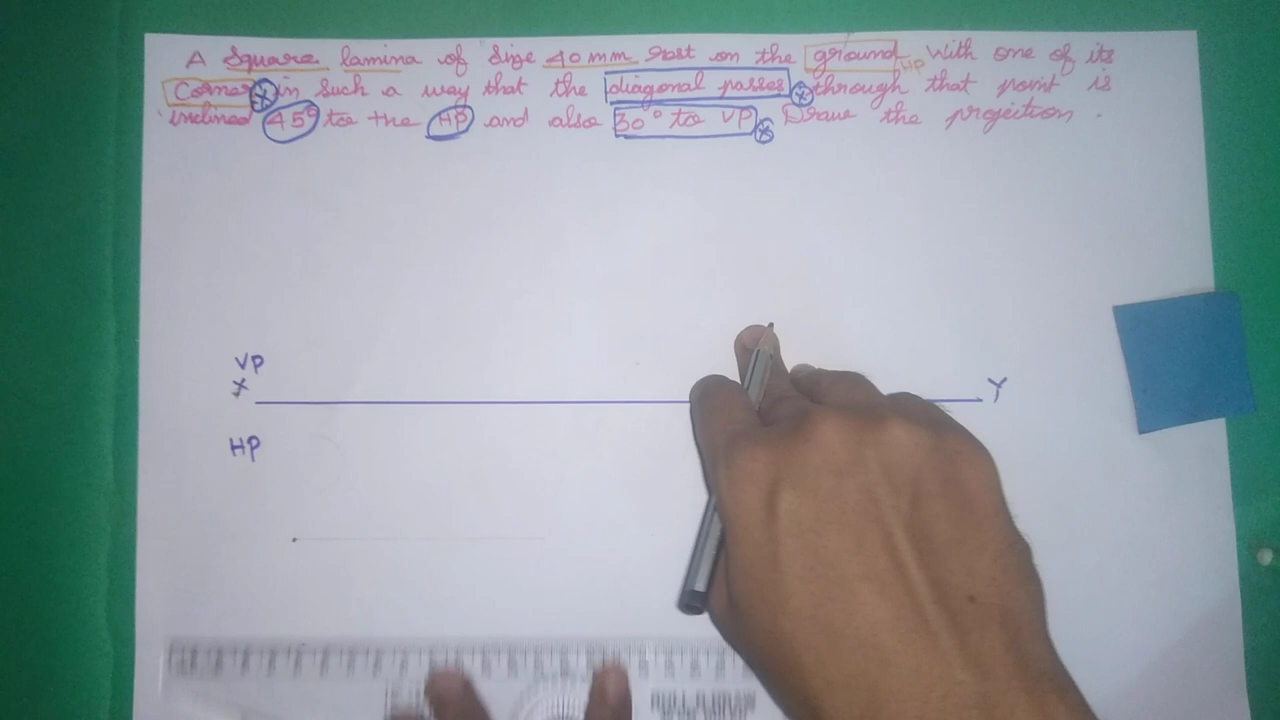 A Square lamina of Size 40 mm rest on the ground HP With one of its
Corner in Such a way that the diagonal passes through that point is
inclined 45° to the HP and also 30° to VP. Draw the projection.
VP
X Y
HP